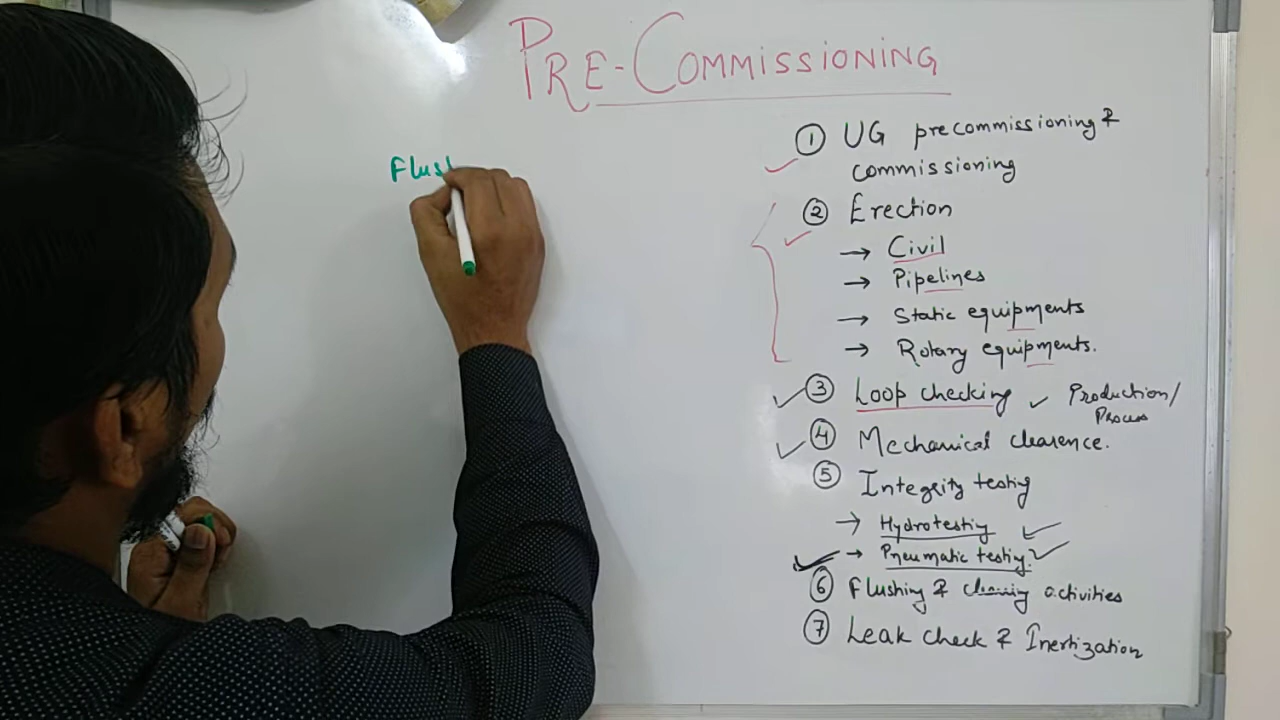 PRE-COMMISSIONING
Flush
① UG precommissioning &
commissioning
② Erection
→ Civil
→ Pipelines
→ Static equipments
→ Rotary equipments.
③ Loop checking ✓ Production/
Process
④ Mechanical clearence.
⑤ Integrity testing
→ Hydrotesting ✓
→ Pneumatic testing ✓
⑥ Flushing & cleaning activities
⑦ Leak check & Inertization